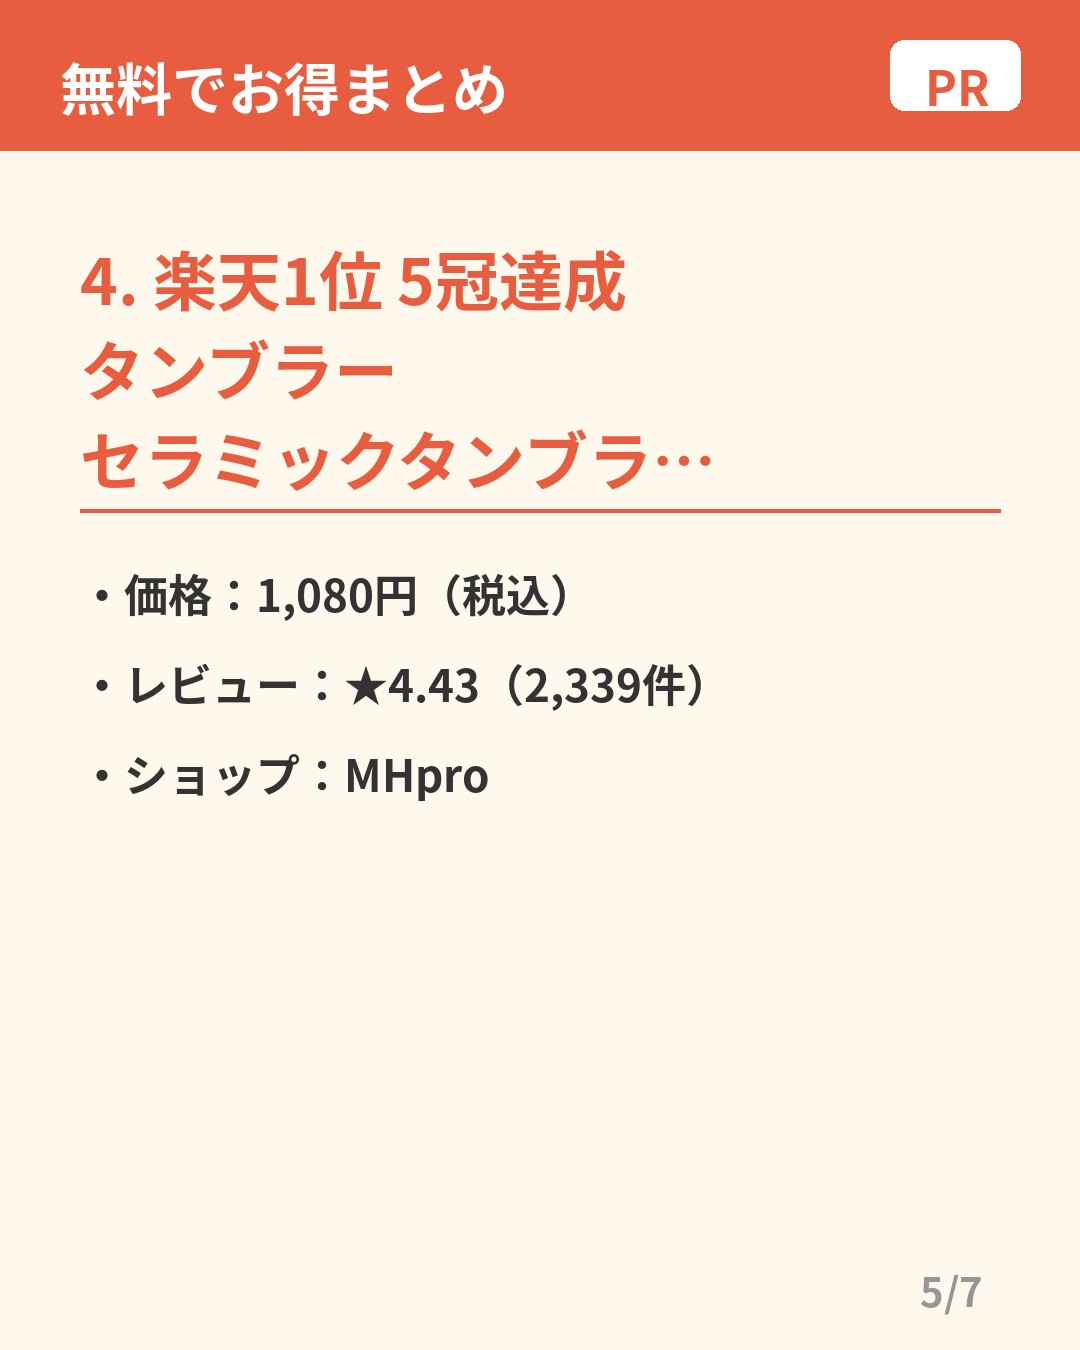 無料でお得まとめ
PR
4. 楽天1位 5冠達成
タンブラー
セラミックタンブラ…
・価格：1,080円（税込）
・レビュー：★4.43（2,339件）
・ショップ：MHpro
5/7